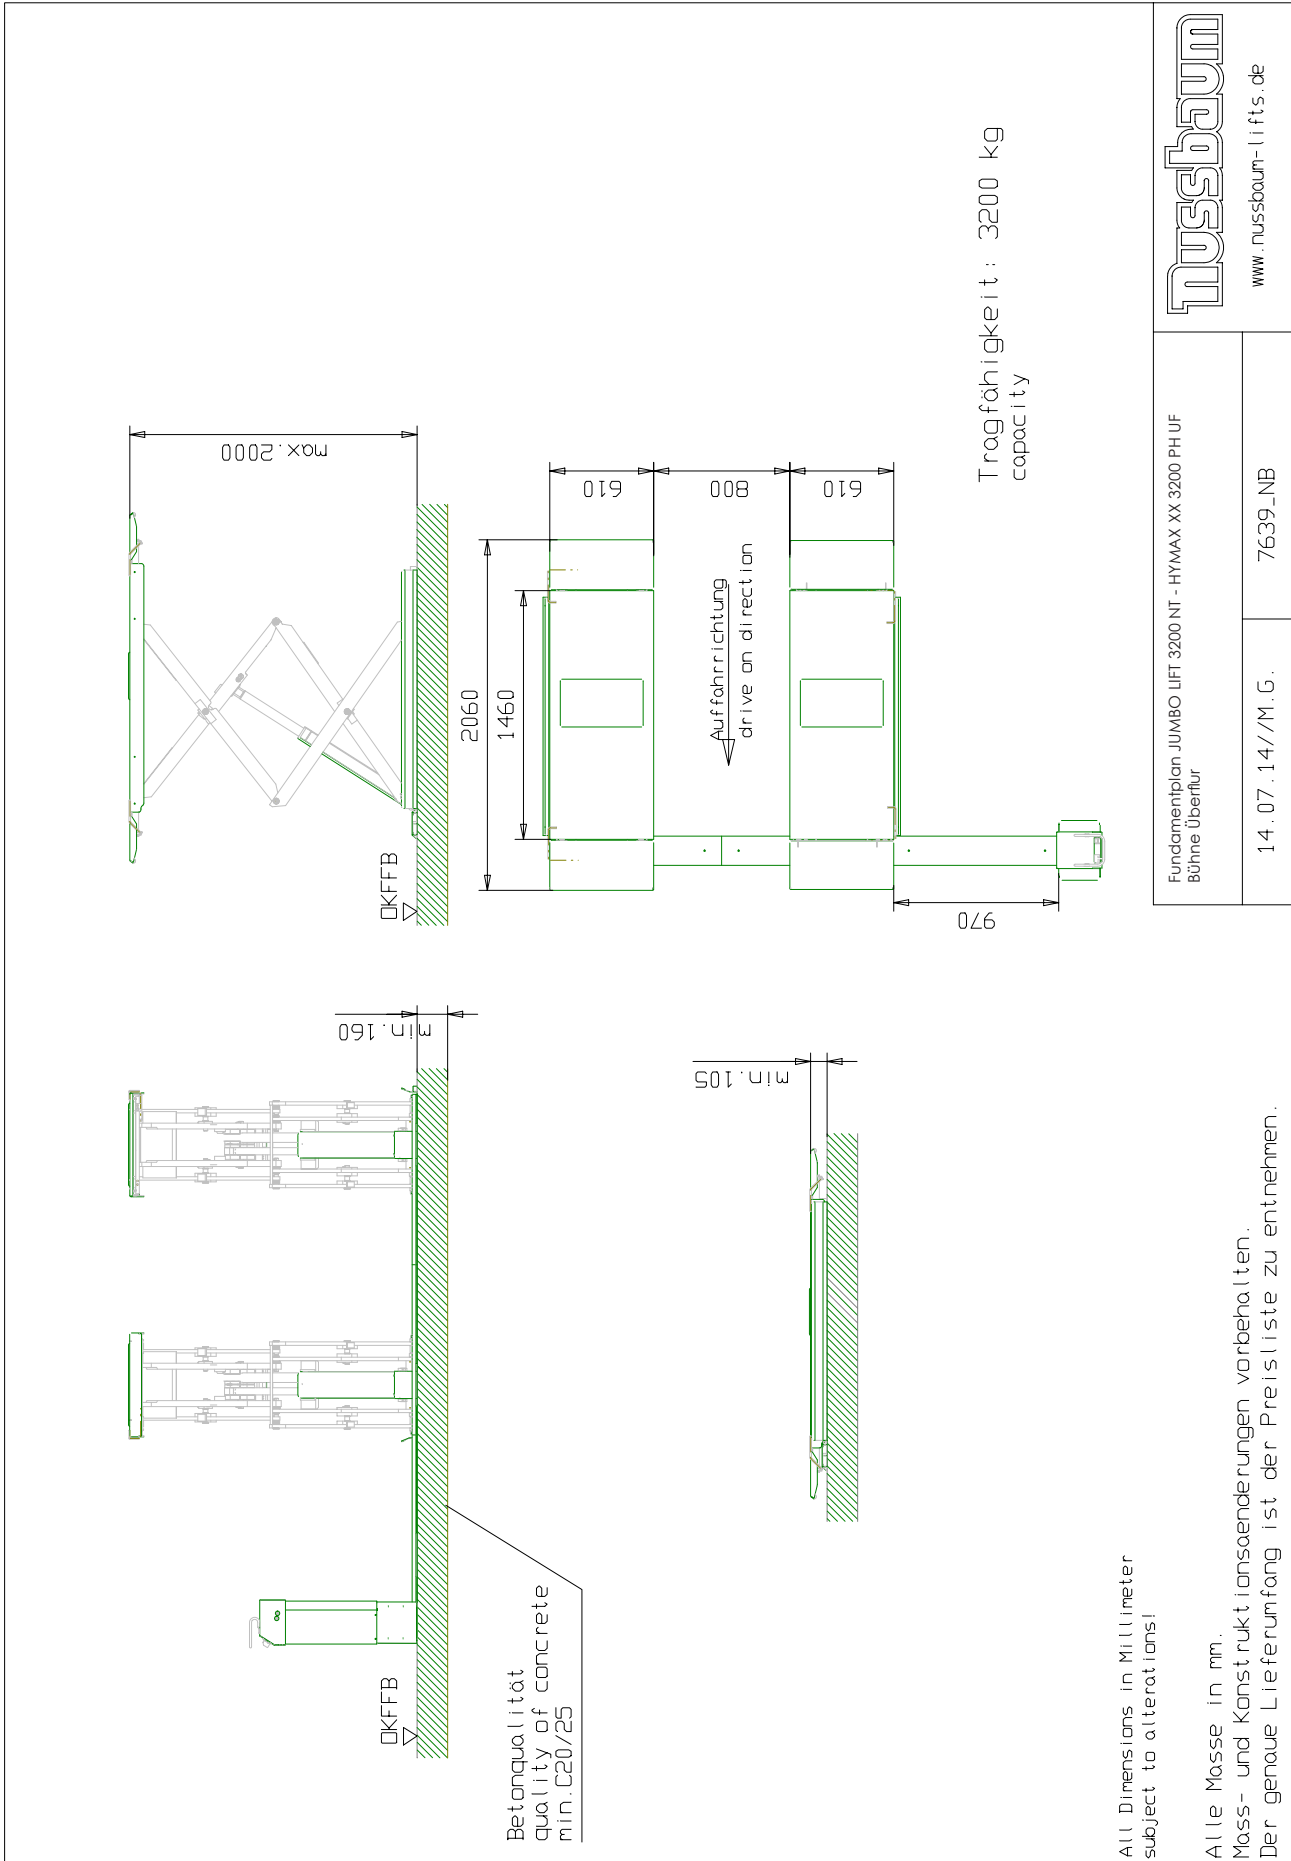 OKFFB
Betonqualität
quality of concrete
min.C20/25
min.160
OKFFB
max.2000
2060
1460
610
800
610
Auffahrrichtung
drive on direction
970
min.105
Tragfähigkeit: 3200 kg
capacity
All Dimensions in Millimeter
subject to alterations!
Alle Masse in mm.
Mass- und Konstruktionsaenderungen vorbehalten.
Der genaue Lieferumfang ist der Preisliste zu entnehmen.
Fundamentplan JUMBO LIFT 3200 NT - HYMAX XX 3200 PH UF
Bühne Überflur
14.07.14//M.G.
7639_NB
Nussbaum
www.nussbaum-lifts.de